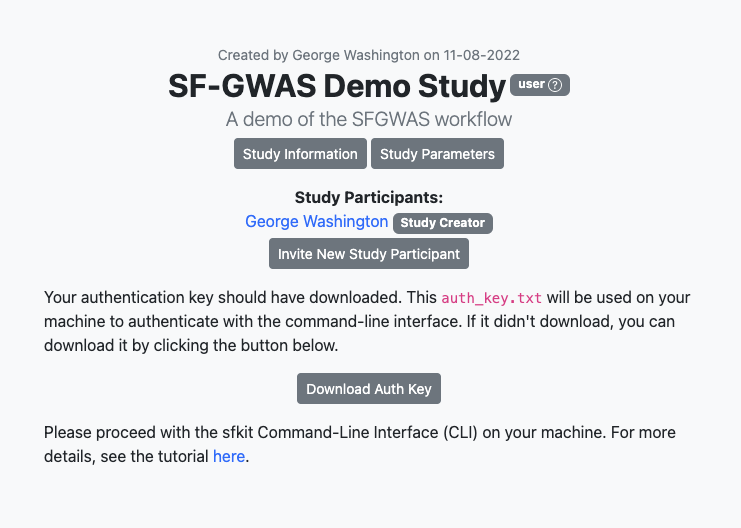 Created by George Washington on 11-08-2022
SF-GWAS Demo Study user ?
A demo of the SFGWAS workflow
Study Information Study Parameters
Study Participants:
George Washington Study Creator
Invite New Study Participant
Your authentication key should have downloaded. This auth_key.txt will be used on your
machine to authenticate with the command-line interface. If it didn't download, you can
download it by clicking the button below.
Download Auth Key
Please proceed with the sfkit Command-Line Interface (CLI) on your machine. For more
details, see the tutorial here.